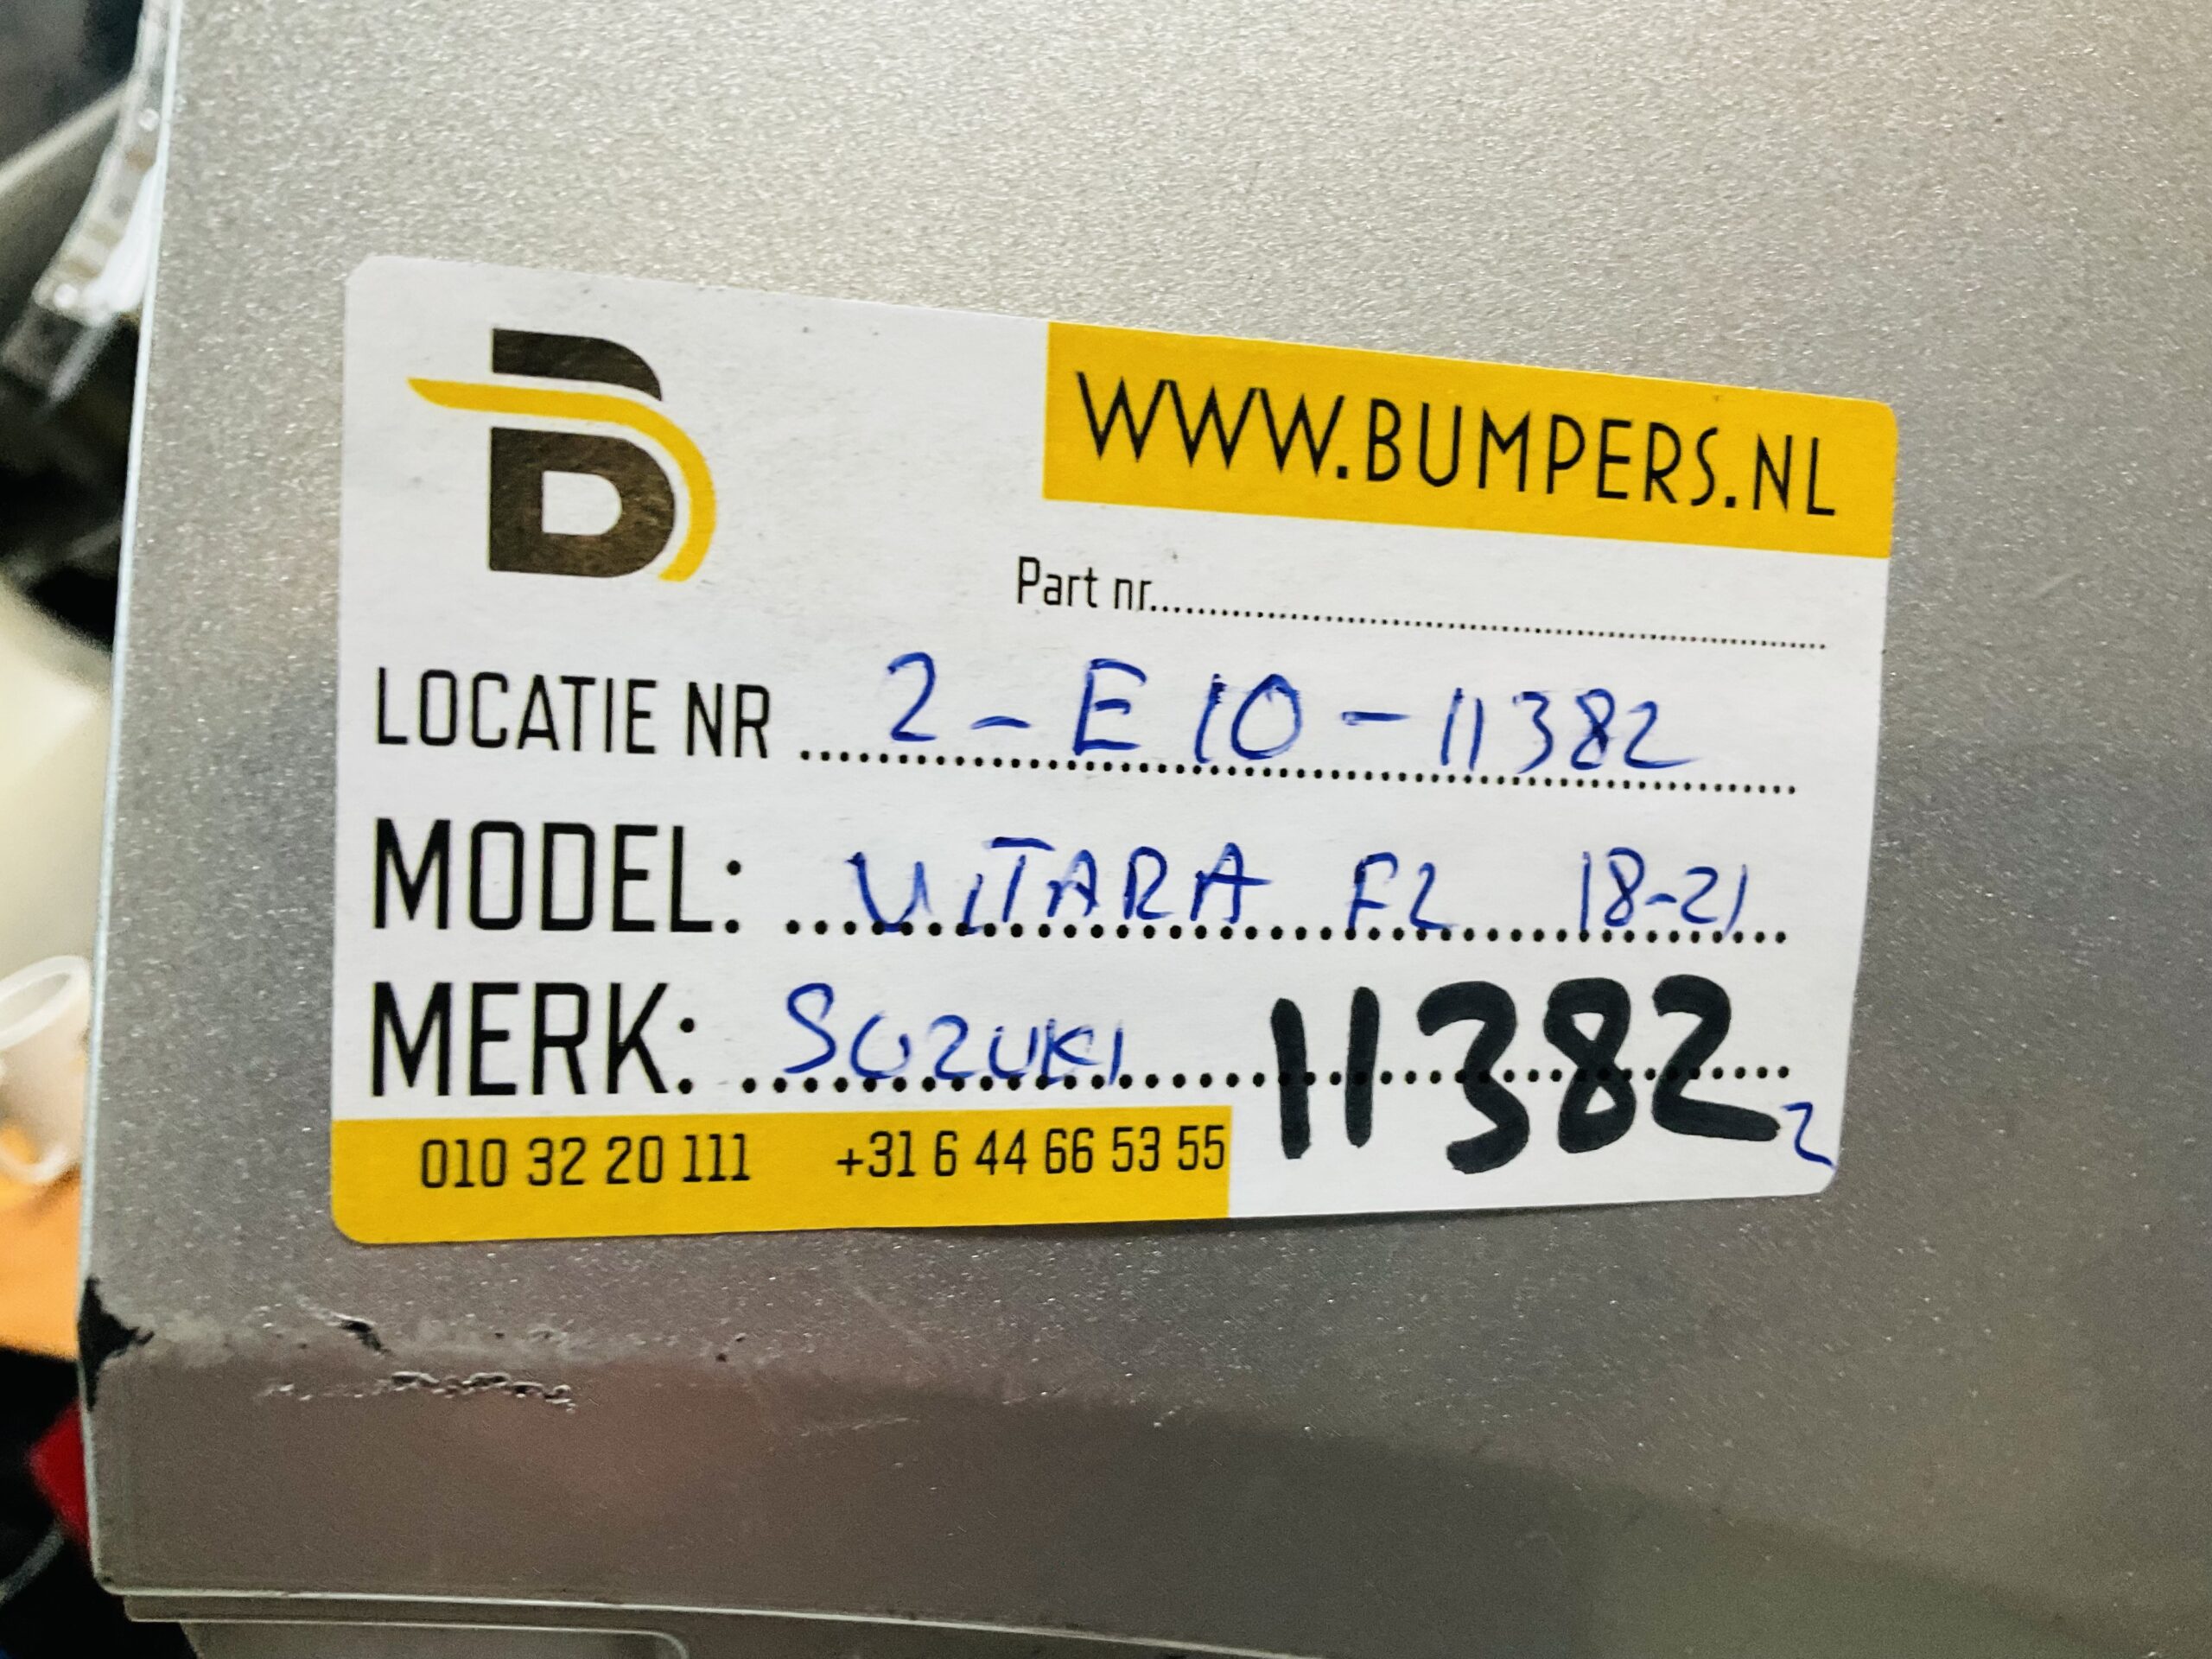 B
WWW.BUMPERS.NL
Part nr.
LOCATIE NR 2-E10-11382
MODEL: VITARA FL 18-21
MERK: SUZUKI 11382
2
010 32 20 111 +31 6 44 66 53 55